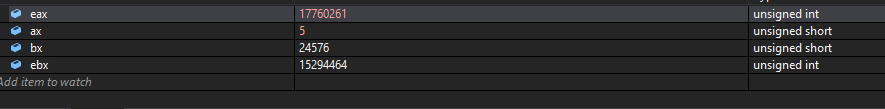 eax 17760261 unsigned int
ax 5 unsigned short
bx 24576 unsigned short
ebx 15294464 unsigned int
Add item to watch